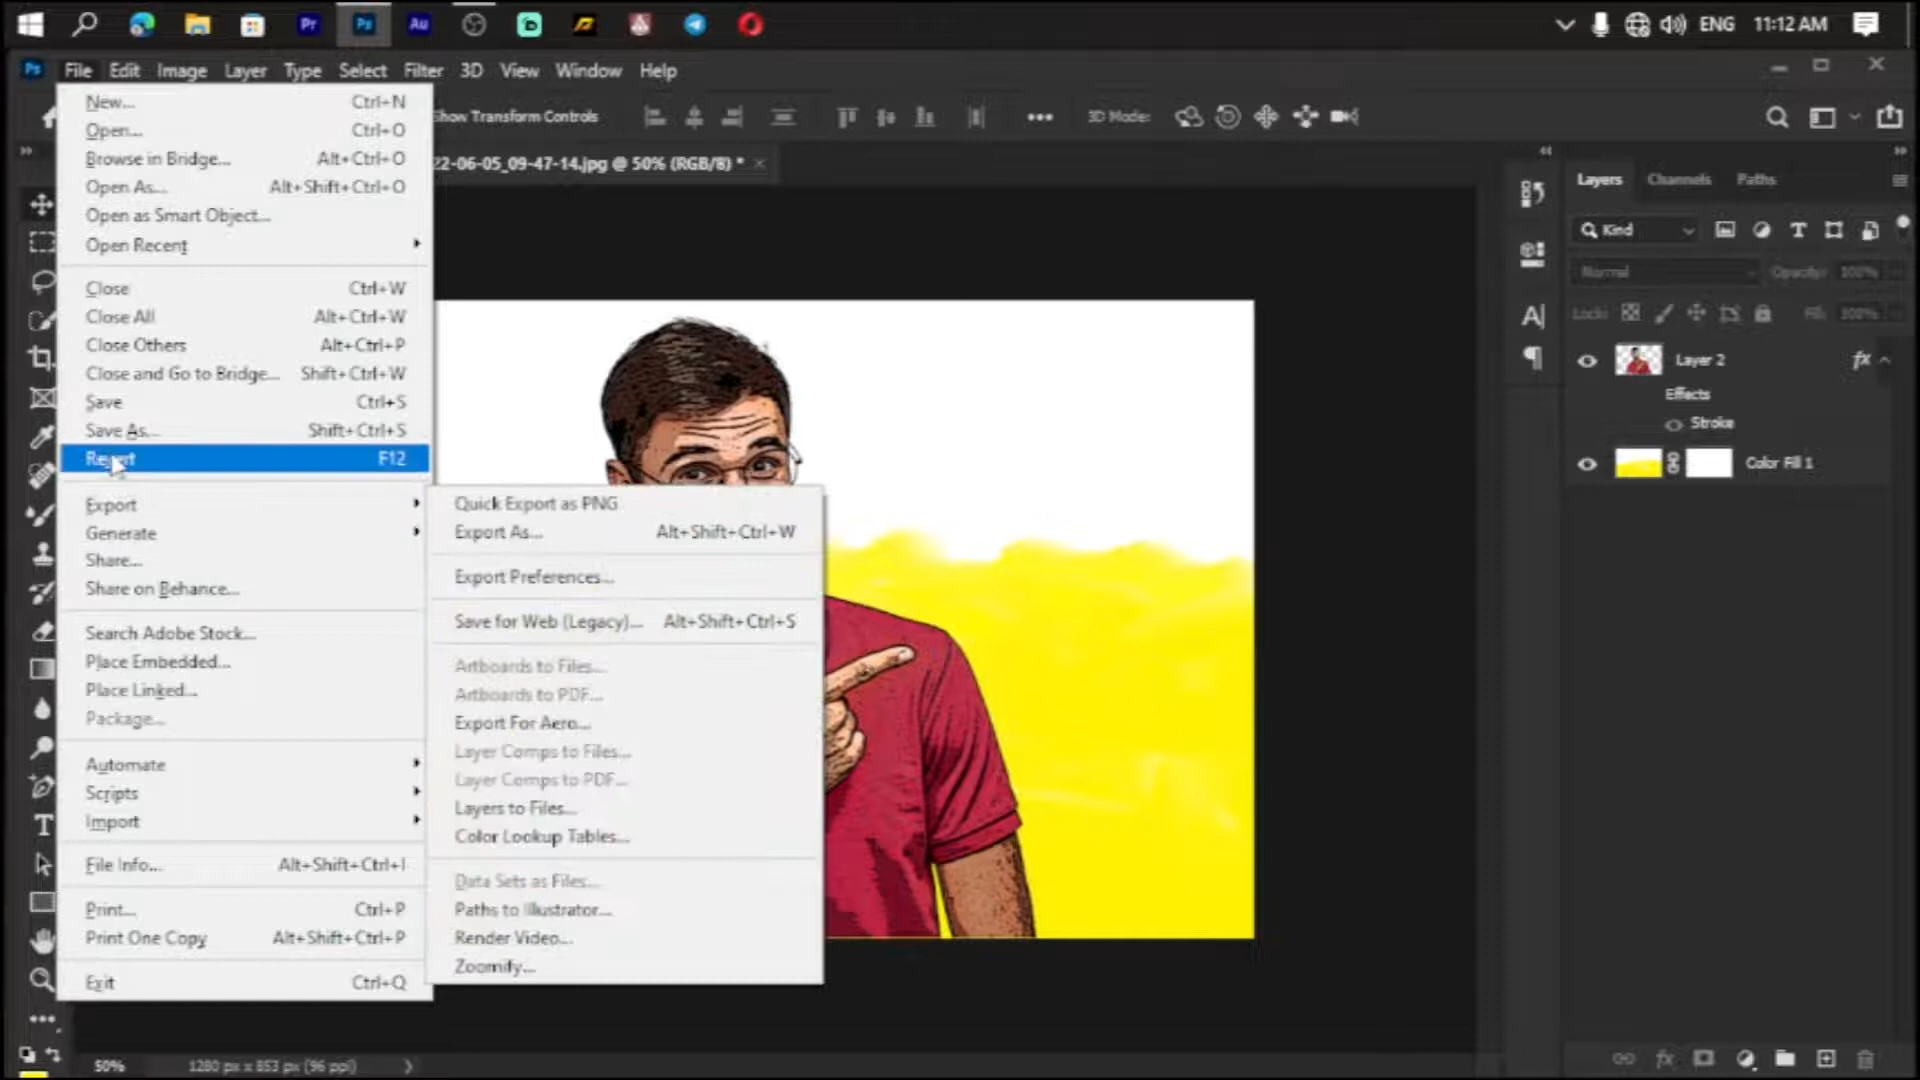 Pr
Ps
Au
ENG
11:12 AM
Ps
File
Edit
Image
Layer
Type
Select
Filter
3D
View
Window
Help
Show Transform Controls
3D Mode:
22-06-05_09-47-14.jpg @ 50% (RGB/8) *
New... Ctrl+N
Open... Ctrl+O
Browse in Bridge... Alt+Ctrl+O
Open As... Alt+Shift+Ctrl+O
Open as Smart Object...
Open Recent
Close Ctrl+W
Close All Alt+Ctrl+W
Close Others Alt+Ctrl+P
Close and Go to Bridge... Shift+Ctrl+W
Save Ctrl+S
Save As... Shift+Ctrl+S
Revert F12
Export
Generate
Share...
Share on Behance...
Search Adobe Stock...
Place Embedded...
Place Linked...
Package...
Automate
Scripts
Import
File Info... Alt+Shift+Ctrl+I
Print... Ctrl+P
Print One Copy Alt+Shift+Ctrl+P
Exit Ctrl+Q
Quick Export as PNG
Export As... Alt+Shift+Ctrl+W
Export Preferences...
Save for Web (Legacy)... Alt+Shift+Ctrl+S
Artboards to Files...
Artboards to PDF...
Export For Aero...
Layer Comps to Files...
Layer Comps to PDF...
Layers to Files...
Color Lookup Tables...
Data Sets as Files...
Paths to Illustrator...
Render Video...
Zoomify...
Layers
Channels
Paths
Kind
Normal
Opacity: 100%
Lock:
Fill: 100%
Layer 2
fx
Effects
Stroke
Color Fill 1
50%
1280 px x 853 px (96 ppi)
fx